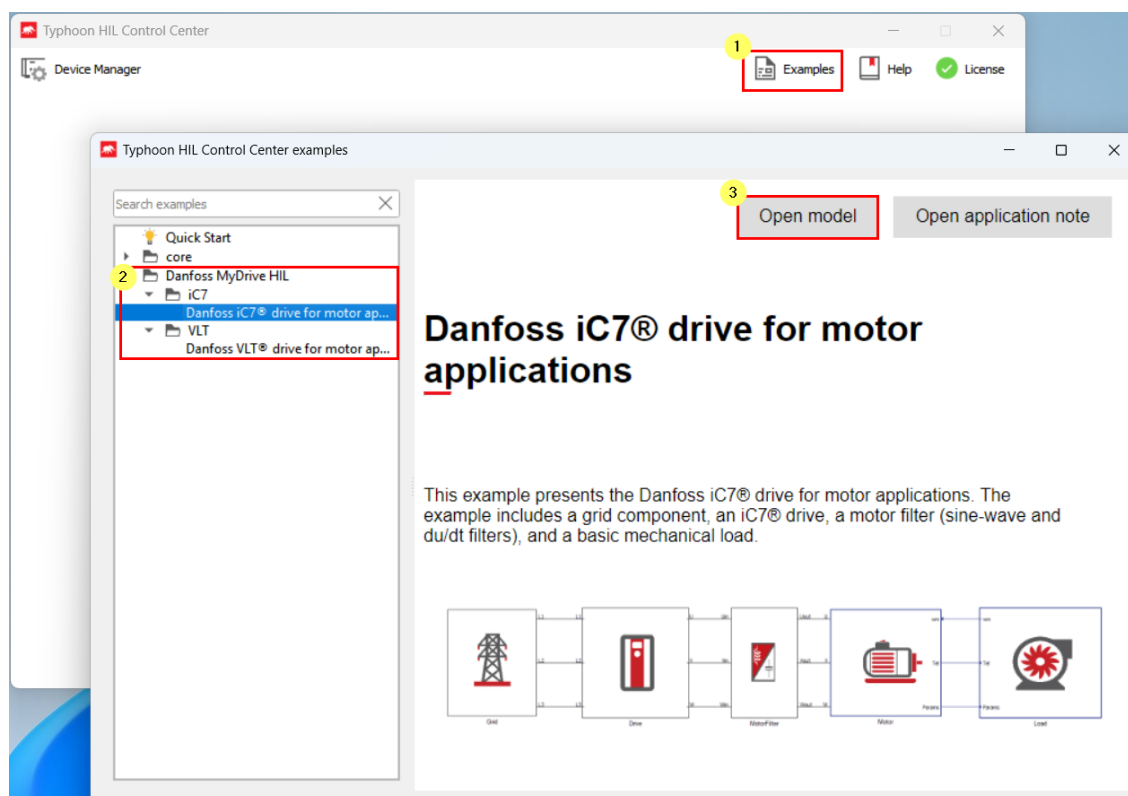 Typhoon HIL Control Center
Device Manager
1
Examples
Help
License
Typhoon HIL Control Center examples
Search examples
Quick Start
core
2
Danfoss MyDrive HIL
iC7
Danfoss iC7® drive for motor ap...
VLT
Danfoss VLT® drive for motor ap...
3
Open model
Open application note
Danfoss iC7® drive for motor
applications
This example presents the Danfoss iC7® drive for motor applications. The
example includes a grid component, an iC7® drive, a motor filter (sine-wave and
du/dt filters), and a basic mechanical load.
Grid
Drive
MotorFilter
Motor
Load